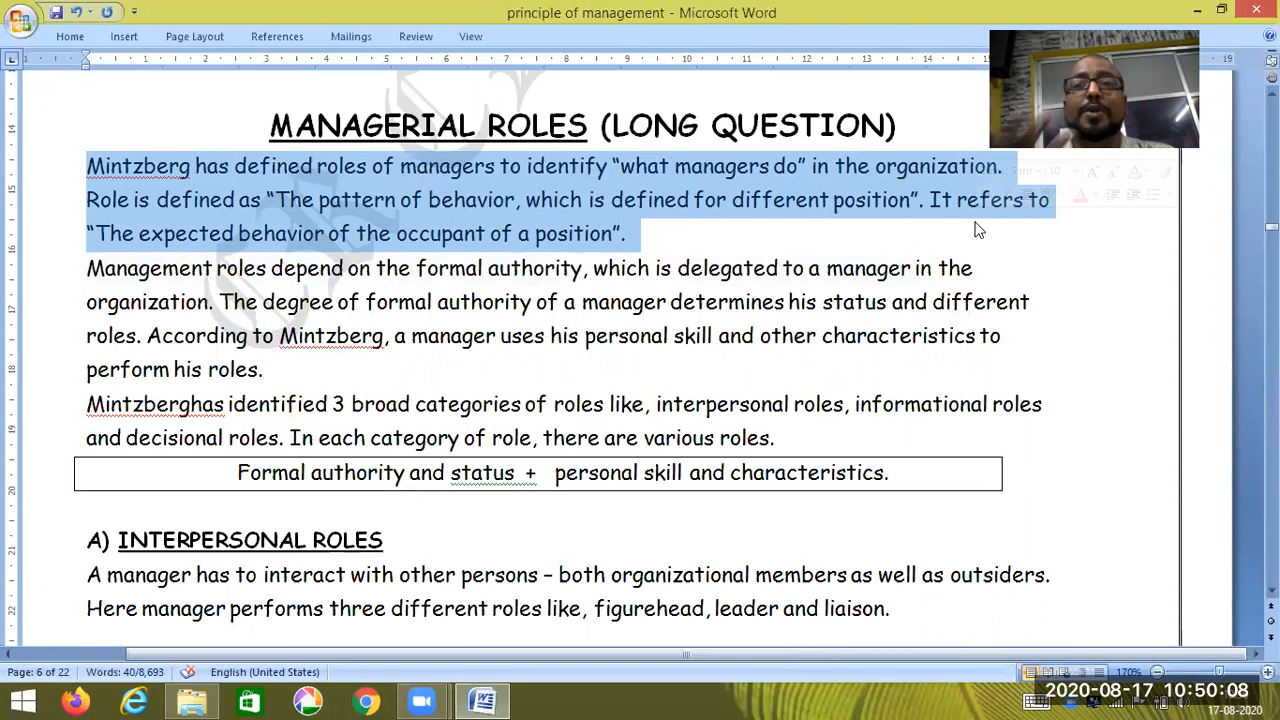 principle of management - Microsoft Word
Home Insert Page Layout References Mailings Review View
MANAGERIAL ROLES (LONG QUESTION)
Mintzberg has defined roles of managers to identify “what managers do” in the organization.
Role is defined as “The pattern of behavior, which is defined for different position”. It refers to
“The expected behavior of the occupant of a position”.
Management roles depend on the formal authority, which is delegated to a manager in the
organization. The degree of formal authority of a manager determines his status and different
roles. According to Mintzberg, a manager uses his personal skill and other characteristics to
perform his roles.
Mintzberghas identified 3 broad categories of roles like, interpersonal roles, informational roles
and decisional roles. In each category of role, there are various roles.
Formal authority and status + personal skill and characteristics.
A) INTERPERSONAL ROLES
A manager has to interact with other persons – both organizational members as well as outsiders.
Here manager performs three different roles like, figurehead, leader and liaison.
Page: 6 of 22 Words: 40/8,693 English (United States) 170%
2020-08-17 10:50:08
17-08-2020